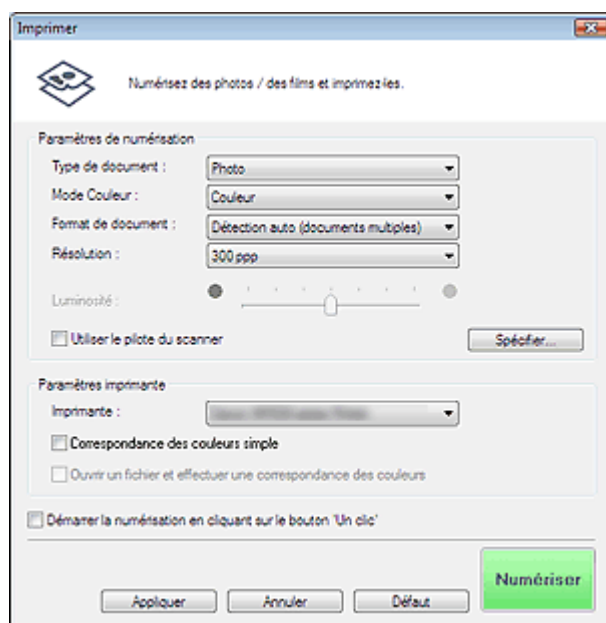 Imprimer
Numérisez des photos / des films et imprimez-les.
Paramètres de numérisation
Type de document : Photo
Mode Couleur : Couleur
Format de document : Détection auto (documents multiples)
Résolution : 300 ppp
Luminosité :
Utiliser le pilote du scanner Spécifier...
Paramètres imprimante
Imprimante :
Correspondance des couleurs simple
Ouvrir un fichier et effectuer une correspondance des couleurs
Démarrer la numérisation en cliquant sur le bouton 'Un clic'
Numériser
Appliquer Annuler Défaut